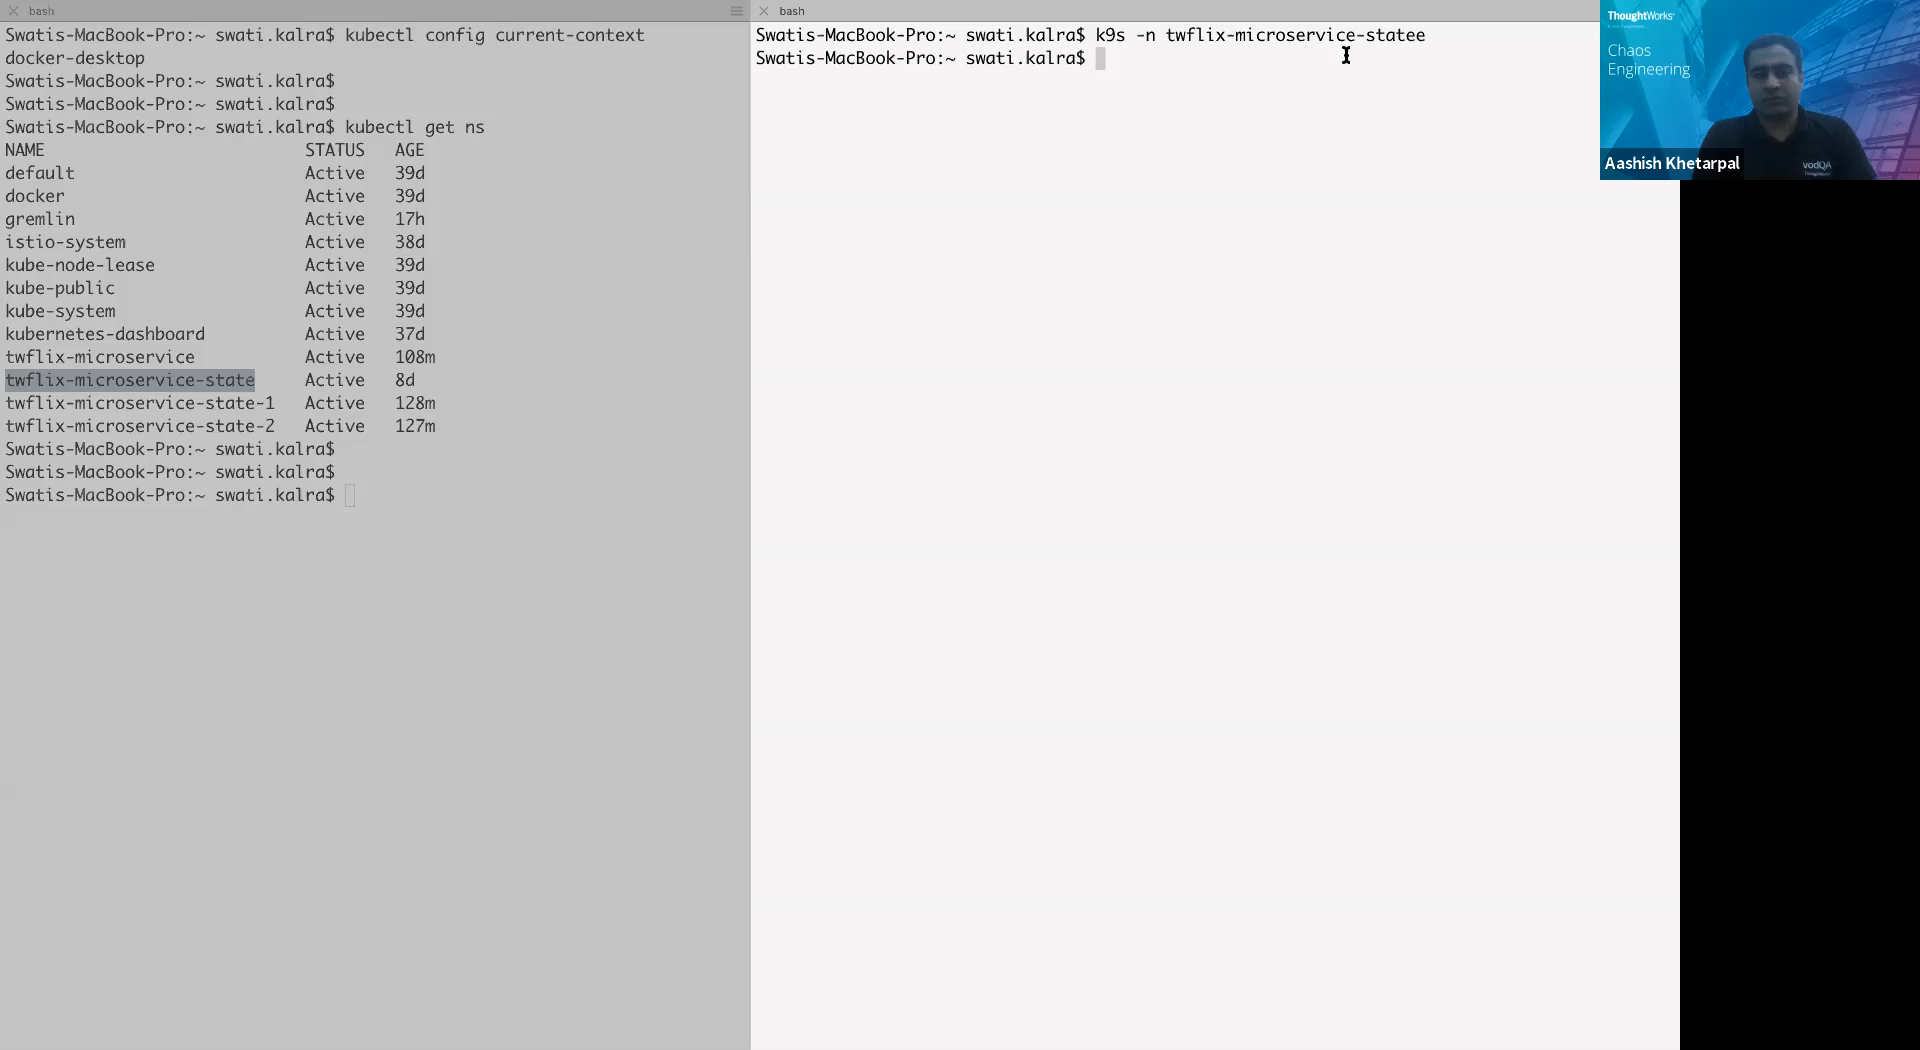 bash
Swatis-MacBook-Pro:~ swati.kalra$ kubectl config current-context
docker-desktop
Swatis-MacBook-Pro:~ swati.kalra$
Swatis-MacBook-Pro:~ swati.kalra$
Swatis-MacBook-Pro:~ swati.kalra$ kubectl get ns
NAME STATUS AGE
default Active 39d
docker Active 39d
gremlin Active 17h
istio-system Active 38d
kube-node-lease Active 39d
kube-public Active 39d
kube-system Active 39d
kubernetes-dashboard Active 37d
twflix-microservice Active 108m
twflix-microservice-state Active 8d
twflix-microservice-state-1 Active 128m
twflix-microservice-state-2 Active 127m
Swatis-MacBook-Pro:~ swati.kalra$
Swatis-MacBook-Pro:~ swati.kalra$
Swatis-MacBook-Pro:~ swati.kalra$
bash
Swatis-MacBook-Pro:~ swati.kalra$ k9s -n twflix-microservice-statee
Swatis-MacBook-Pro:~ swati.kalra$
ThoughtWorks
Chaos
Engineering
vodQA
Aashish Khetarpal